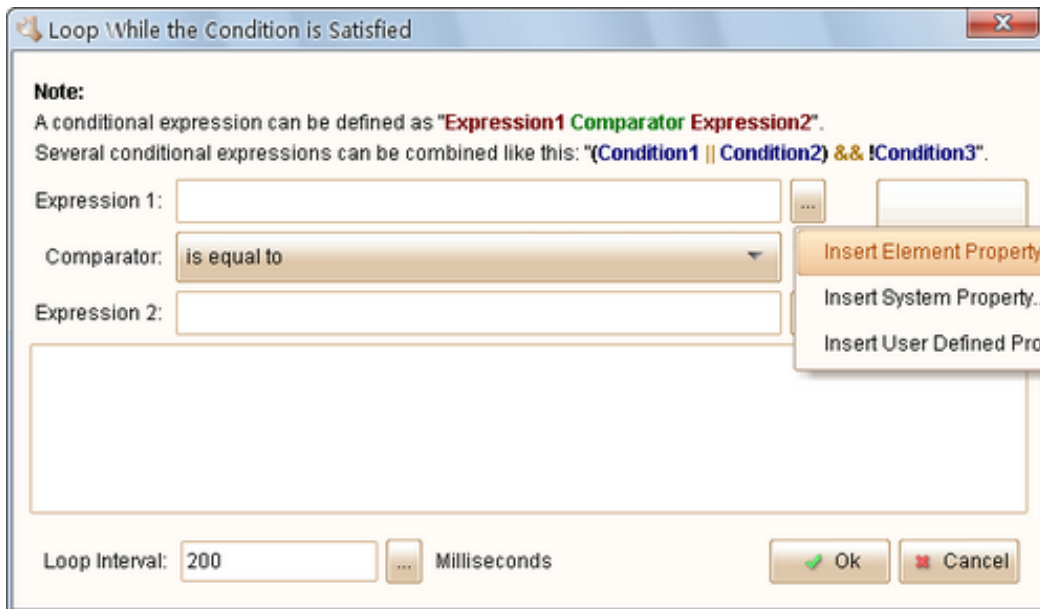 Loop While the Condition is Satisfied
Note:
A conditional expression can be defined as "Expression1 Comparator Expression2".
Several conditional expressions can be combined like this: "(Condition1 || Condition2) && !Condition3".
Expression 1:
...
Comparator:
is equal to
Insert Element Property
Insert System Property..
Expression 2:
Insert User Defined Pro
Loop Interval:
200
...
Milliseconds
Ok
Cancel